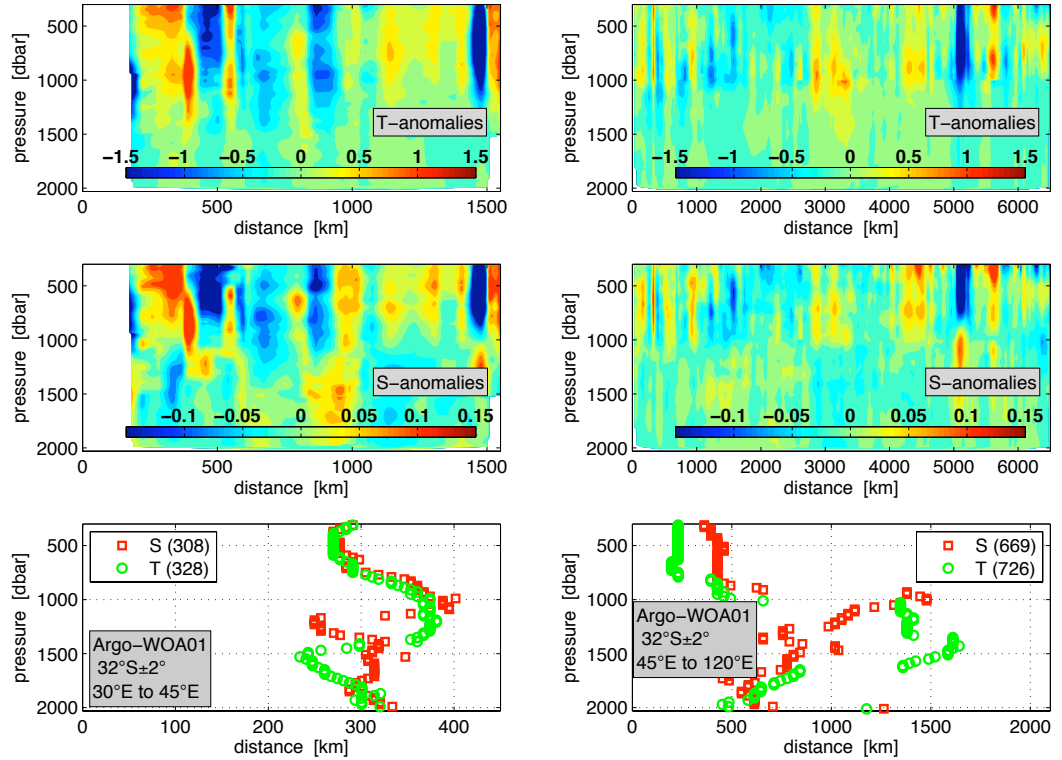 500
1000
1500
2000
pressure [dbar]
T−anomalies
−1.5 −1 −0.5 0 0.5 1 1.5
0 500 1000 1500
distance [km]
500
1000
1500
2000
pressure [dbar]
T−anomalies
−1.5 −1 −0.5 0 0.5 1 1.5
0 1000 2000 3000 4000 5000 6000
distance [km]
500
1000
1500
2000
pressure [dbar]
S−anomalies
−0.1 −0.05 0 0.05 0.1 0.15
0 500 1000 1500
distance [km]
500
1000
1500
2000
pressure [dbar]
S−anomalies
−0.1 −0.05 0 0.05 0.1 0.15
0 1000 2000 3000 4000 5000 6000
distance [km]
500
1000
1500
2000
pressure [dbar]
S (308)
T (328)
Argo−WOA01
32°S±2°
30°E to 45°E
0 100 200 300 400
distance [km]
500
1000
1500
2000
pressure [dbar]
S (669)
T (726)
Argo−WOA01
32°S±2°
45°E to 120°E
0 500 1000 1500 2000
distance [km]